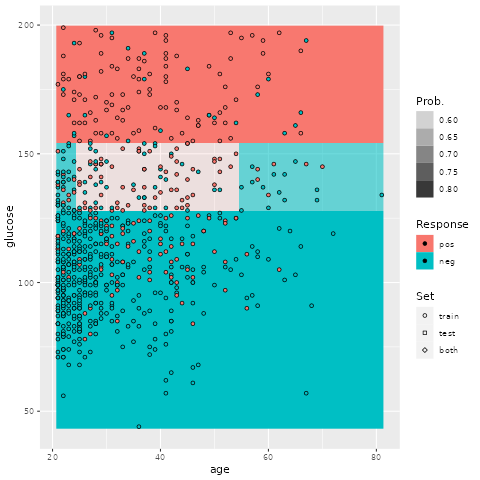 200
150
100
50
20
40
60
80
age
glucose
Prob.
0.60
0.65
0.70
0.75
0.80
Response
pos
neg
Set
train
test
both